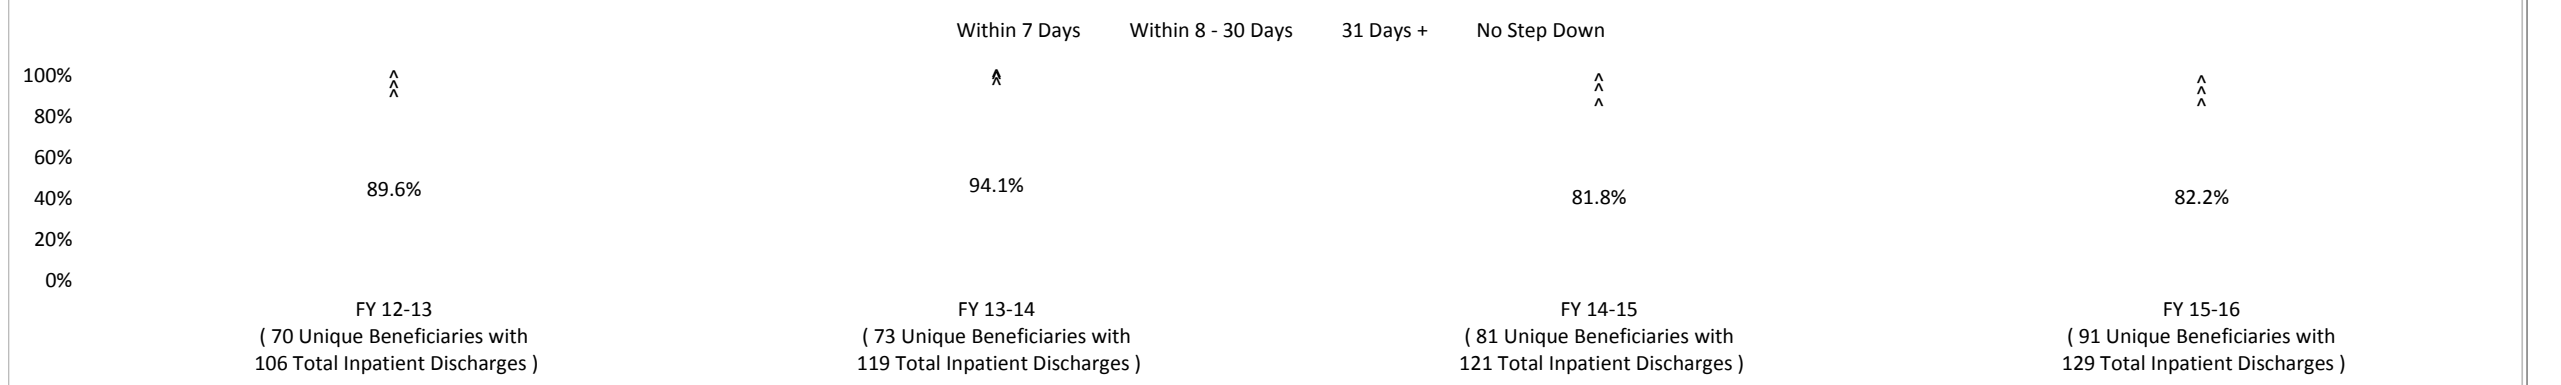 Within 7 Days Within 8 - 30 Days 31 Days + No Step Down
100% ^ ^ ^ ^
^ ^ ^ ^
^ ^ ^ ^
80%
60%
89.6% 94.1% 81.8% 82.2%
40%
20%
0%
FY 12-13 FY 13-14 FY 14-15 FY 15-16
( 70 Unique Beneficiaries with ( 73 Unique Beneficiaries with ( 81 Unique Beneficiaries with ( 91 Unique Beneficiaries with
106 Total Inpatient Discharges ) 119 Total Inpatient Discharges ) 121 Total Inpatient Discharges ) 129 Total Inpatient Discharges )